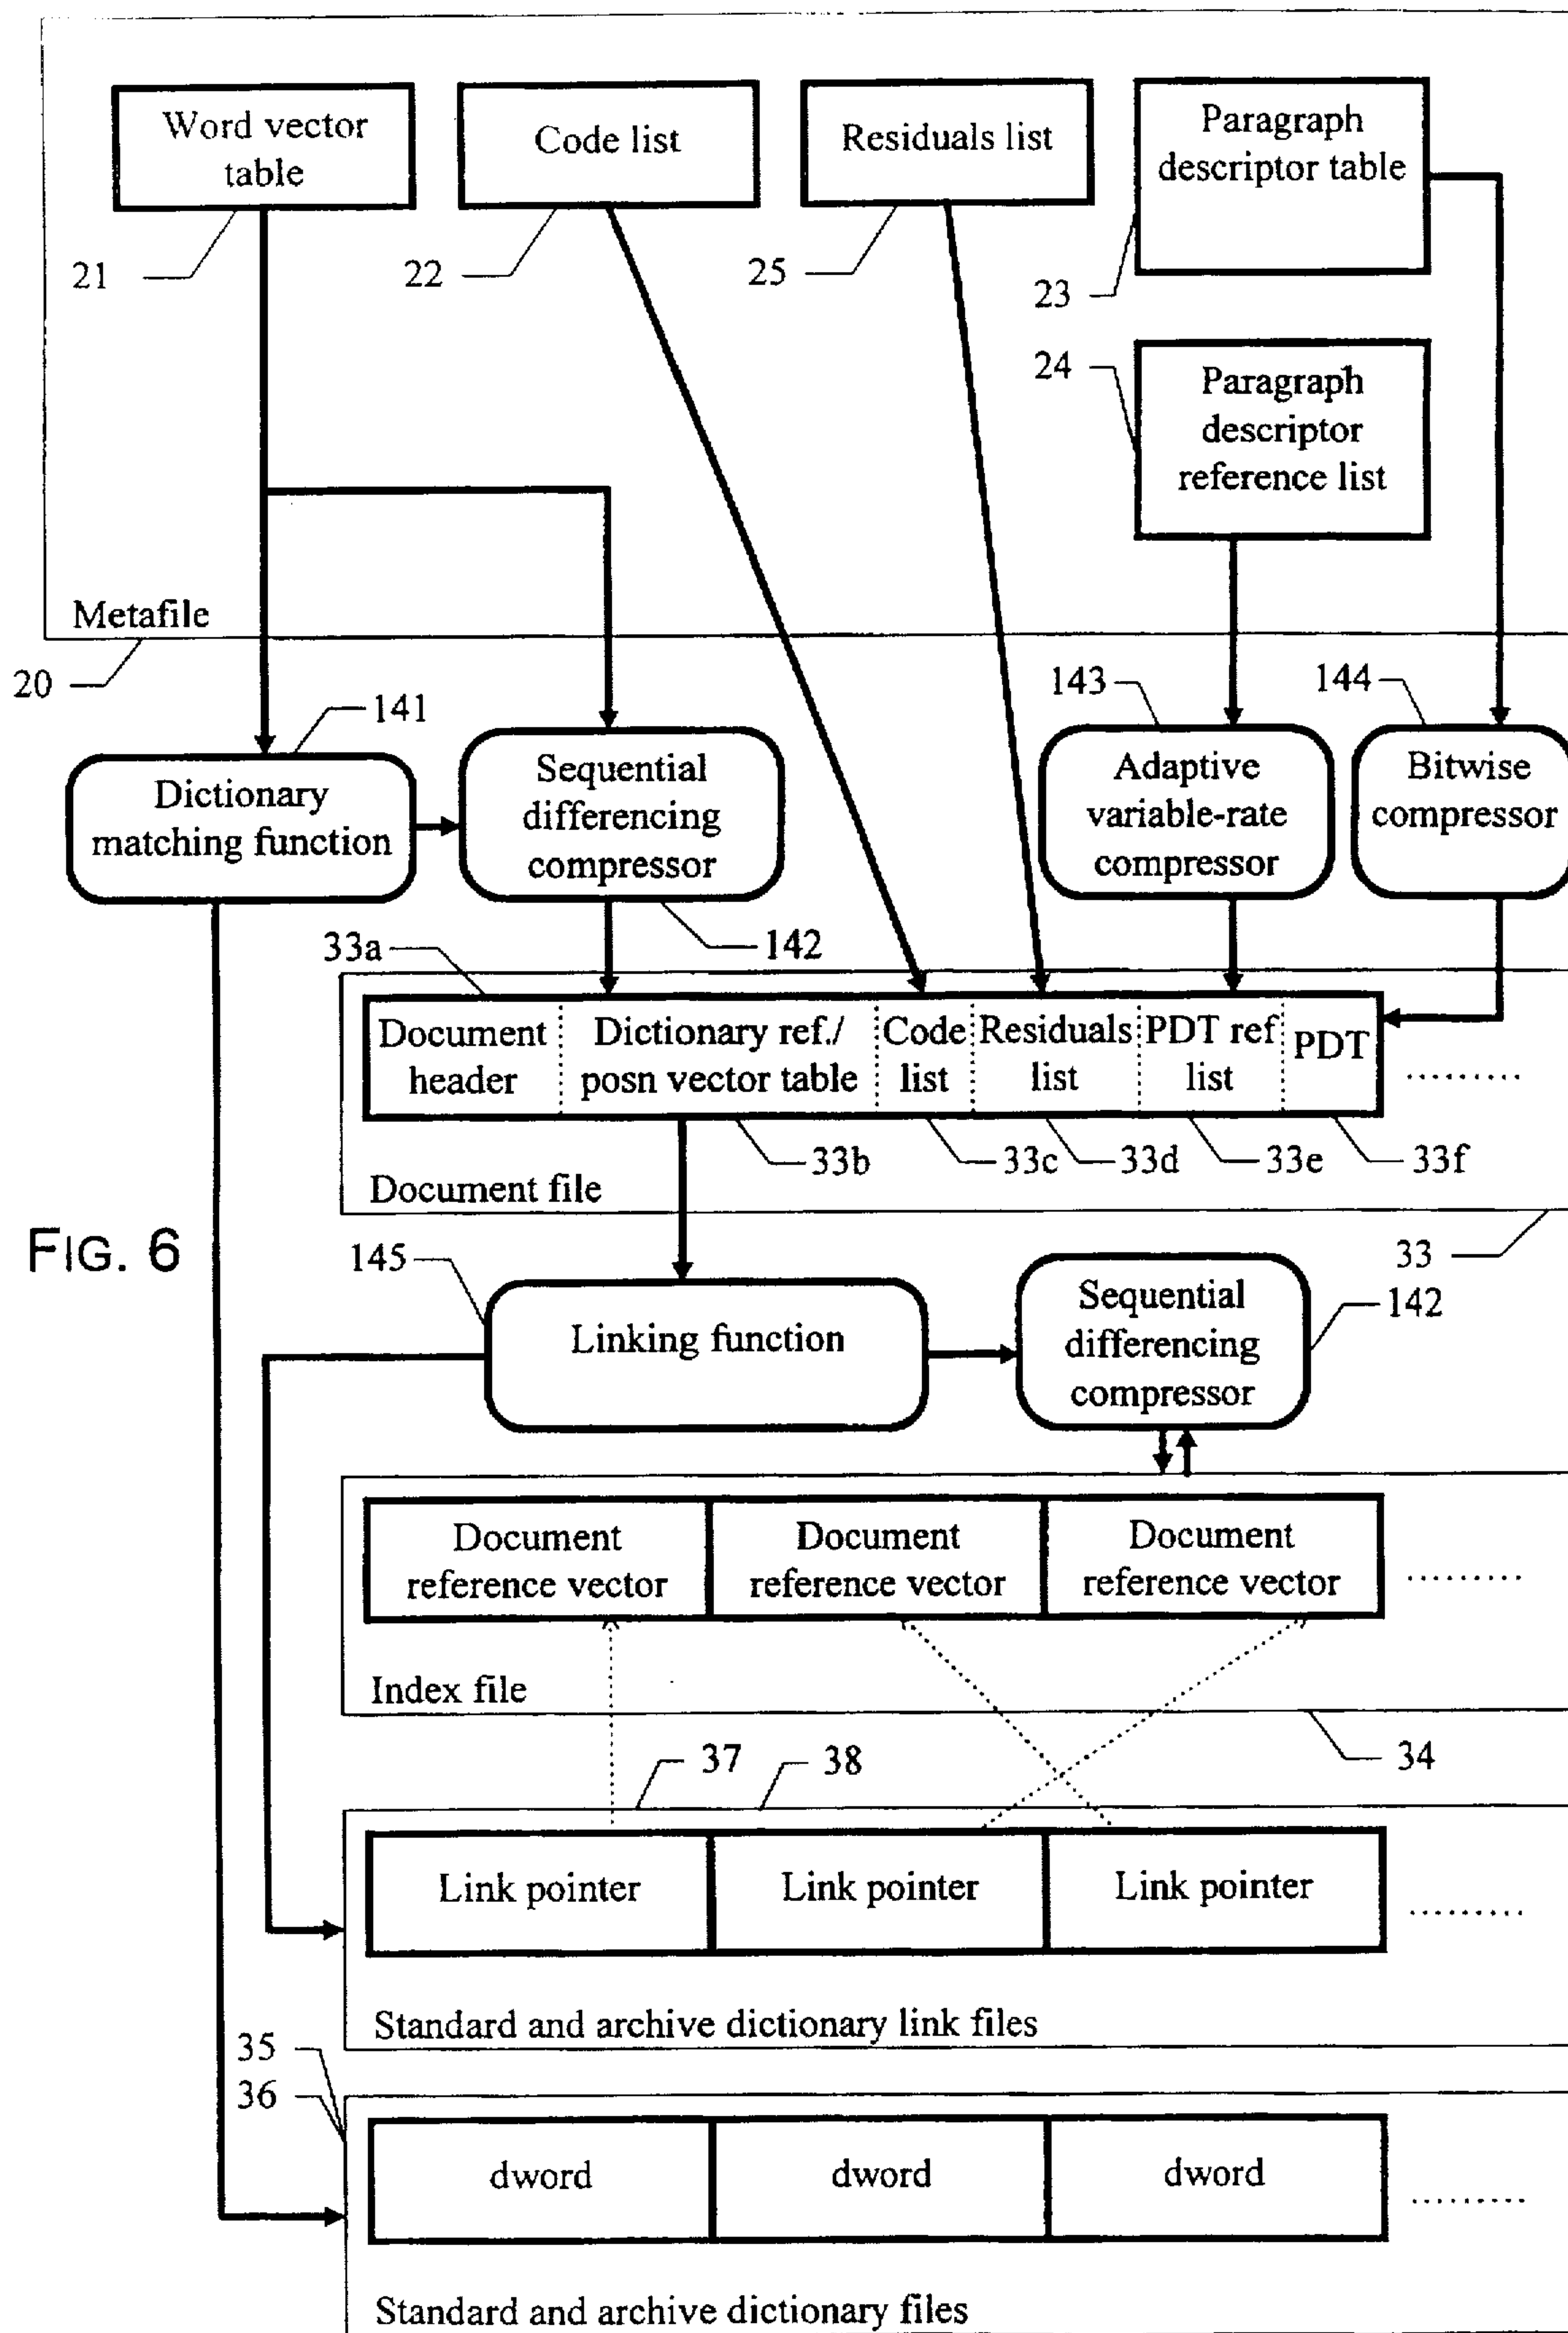 Word vector
table
Code list
Residuals list
Paragraph
descriptor table
21
22
25
23
24
Paragraph
descriptor
reference list
Metafile
20
141
143
144
Dictionary
matching function
Sequential
differencing
compressor
Adaptive
variable-rate
compressor
Bitwise
compressor
33a
142
Document
header
Dictionary ref./
posn vector table
Code
list
Residuals
list
PDT ref
list
PDT
.........
33b
33c
33d
33e
33f
Document file
FIG. 6
33
145
Linking function
Sequential
differencing
compressor
142
Document
reference vector
Document
reference vector
Document
reference vector
.........
Index file
34
37
38
Link pointer
Link pointer
Link pointer
.........
Standard and archive dictionary link files
35
36
dword
dword
dword
.........
Standard and archive dictionary files